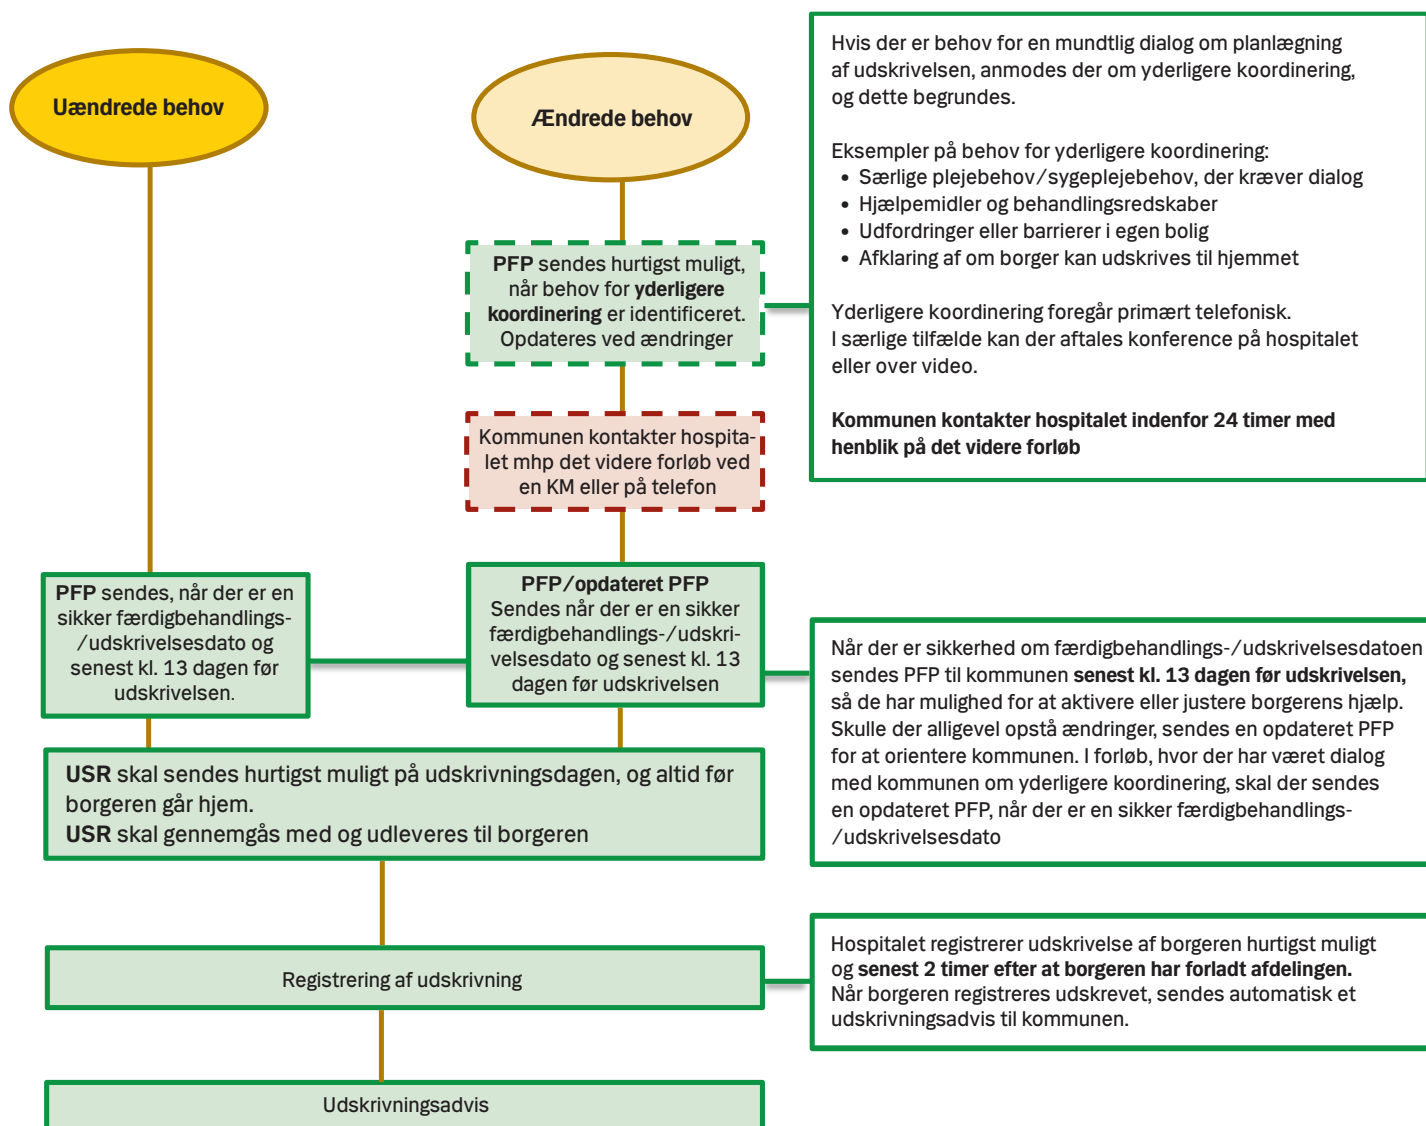 Uændrede behov
Ændrede behov
Hvis der er behov for en mundtlig dialog om planlægning
af udskrivelsen, anmodes der om yderligere koordinering,
og dette begrundes.
Eksempler på behov for yderligere koordinering:
• Særlige plejebehov/sygeplejebehov, der kræver dialog
• Hjælpemidler og behandlingsredskaber
• Udfordringer eller barrierer i egen bolig
• Afklaring af om borger kan udskrives til hjemmet
Yderligere koordinering foregår primært telefonisk.
I særlige tilfælde kan der aftales konference på hospitalet
eller over video.
Kommunen kontakter hospitalet indenfor 24 timer med
henblik på det videre forløb
PFP sendes hurtigst muligt,
når behov for yderligere
koordinering er identificeret.
Opdateres ved ændringer
Kommunen kontakter hospita-
let mhp det videre forløb ved
en KM eller på telefon
PFP sendes, når der er en
sikker færdigbehandlings-
/udskrivelsesdato og
senest kl. 13 dagen før
udskrivelsen.
PFP/opdateret PFP
Sendes når der er en sikker
færdigbehandlings-/udskri-
velsesdato og senest kl. 13
dagen før udskrivelsen
Når der er sikkerhed om færdigbehandlings-/udskrivelsesdatoen
sendes PFP til kommunen senest kl. 13 dagen før udskrivelsen,
så de har mulighed for at aktivere eller justere borgerens hjælp.
Skulle der alligevel opstå ændringer, sendes en opdateret PFP
for at orientere kommunen. I forløb, hvor der har været dialog
med kommunen om yderligere koordinering, skal der sendes
en opdateret PFP, når der er en sikker færdigbehandlings-
/udskrivelsesdato
USR skal sendes hurtigst muligt på udskrivningsdagen, og altid før
borgeren går hjem.
USR skal gennemgås med og udleveres til borgeren
Registrering af udskrivning
Hospitalet registrerer udskrivelse af borgeren hurtigst muligt
og senest 2 timer efter at borgeren har forladt afdelingen.
Når borgeren registreres udskrevet, sendes automatisk et
udskrivningsadvis til kommunen.
Udskrivningsadvis